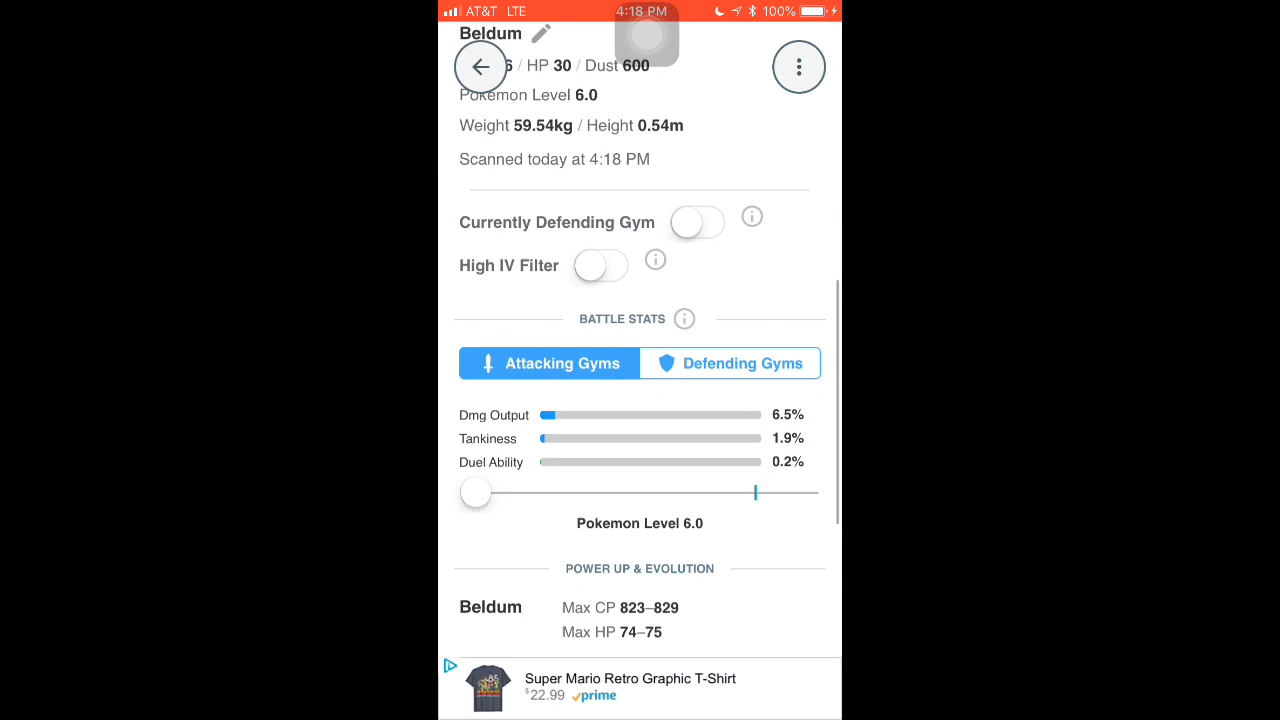 AT&T LTE 4:18 PM 100%
Beldum
6 / HP 30 / Dust 600
Pokemon Level 6.0
Weight 59.54kg / Height 0.54m
Scanned today at 4:18 PM
Currently Defending Gym
High IV Filter
BATTLE STATS
Attacking Gyms Defending Gyms
Dmg Output 6.5%
Tankiness 1.9%
Duel Ability 0.2%
Pokemon Level 6.0
POWER UP & EVOLUTION
Beldum Max CP 823–829
Max HP 74–75
Super Mario Retro Graphic T-Shirt
$22.99 prime